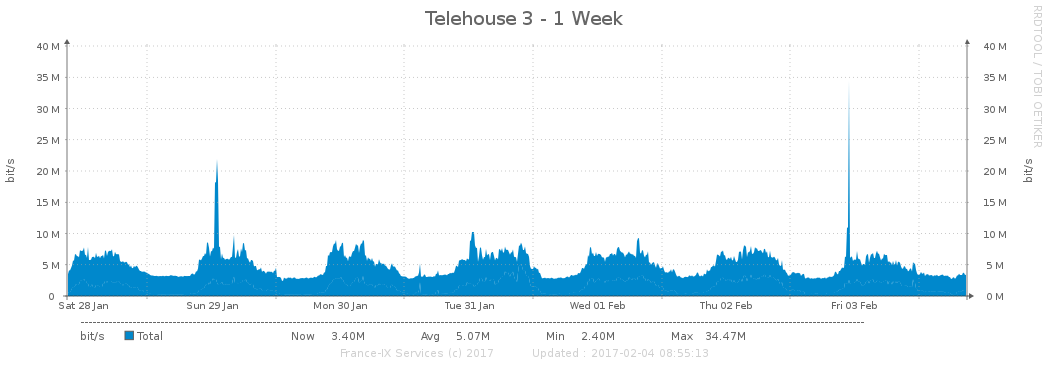 Telehouse 3 - 1 Week
RRDTOOL / TOBI OETIKER
bit/s
40 M 40 M
35 M 35 M
30 M 30 M
25 M 25 M
20 M 20 M
15 M 15 M
10 M 10 M
5 M 5 M
0 0 M
bit/s
Sat 28 Jan Sun 29 Jan Mon 30 Jan Tue 31 Jan Wed 01 Feb Thu 02 Feb Fri 03 Feb
bit/s Total Now 3.40M Avg 5.07M Min 2.40M Max 34.47M
France-IX Services (c) 2017 Updated : 2017-02-04 08:55:13